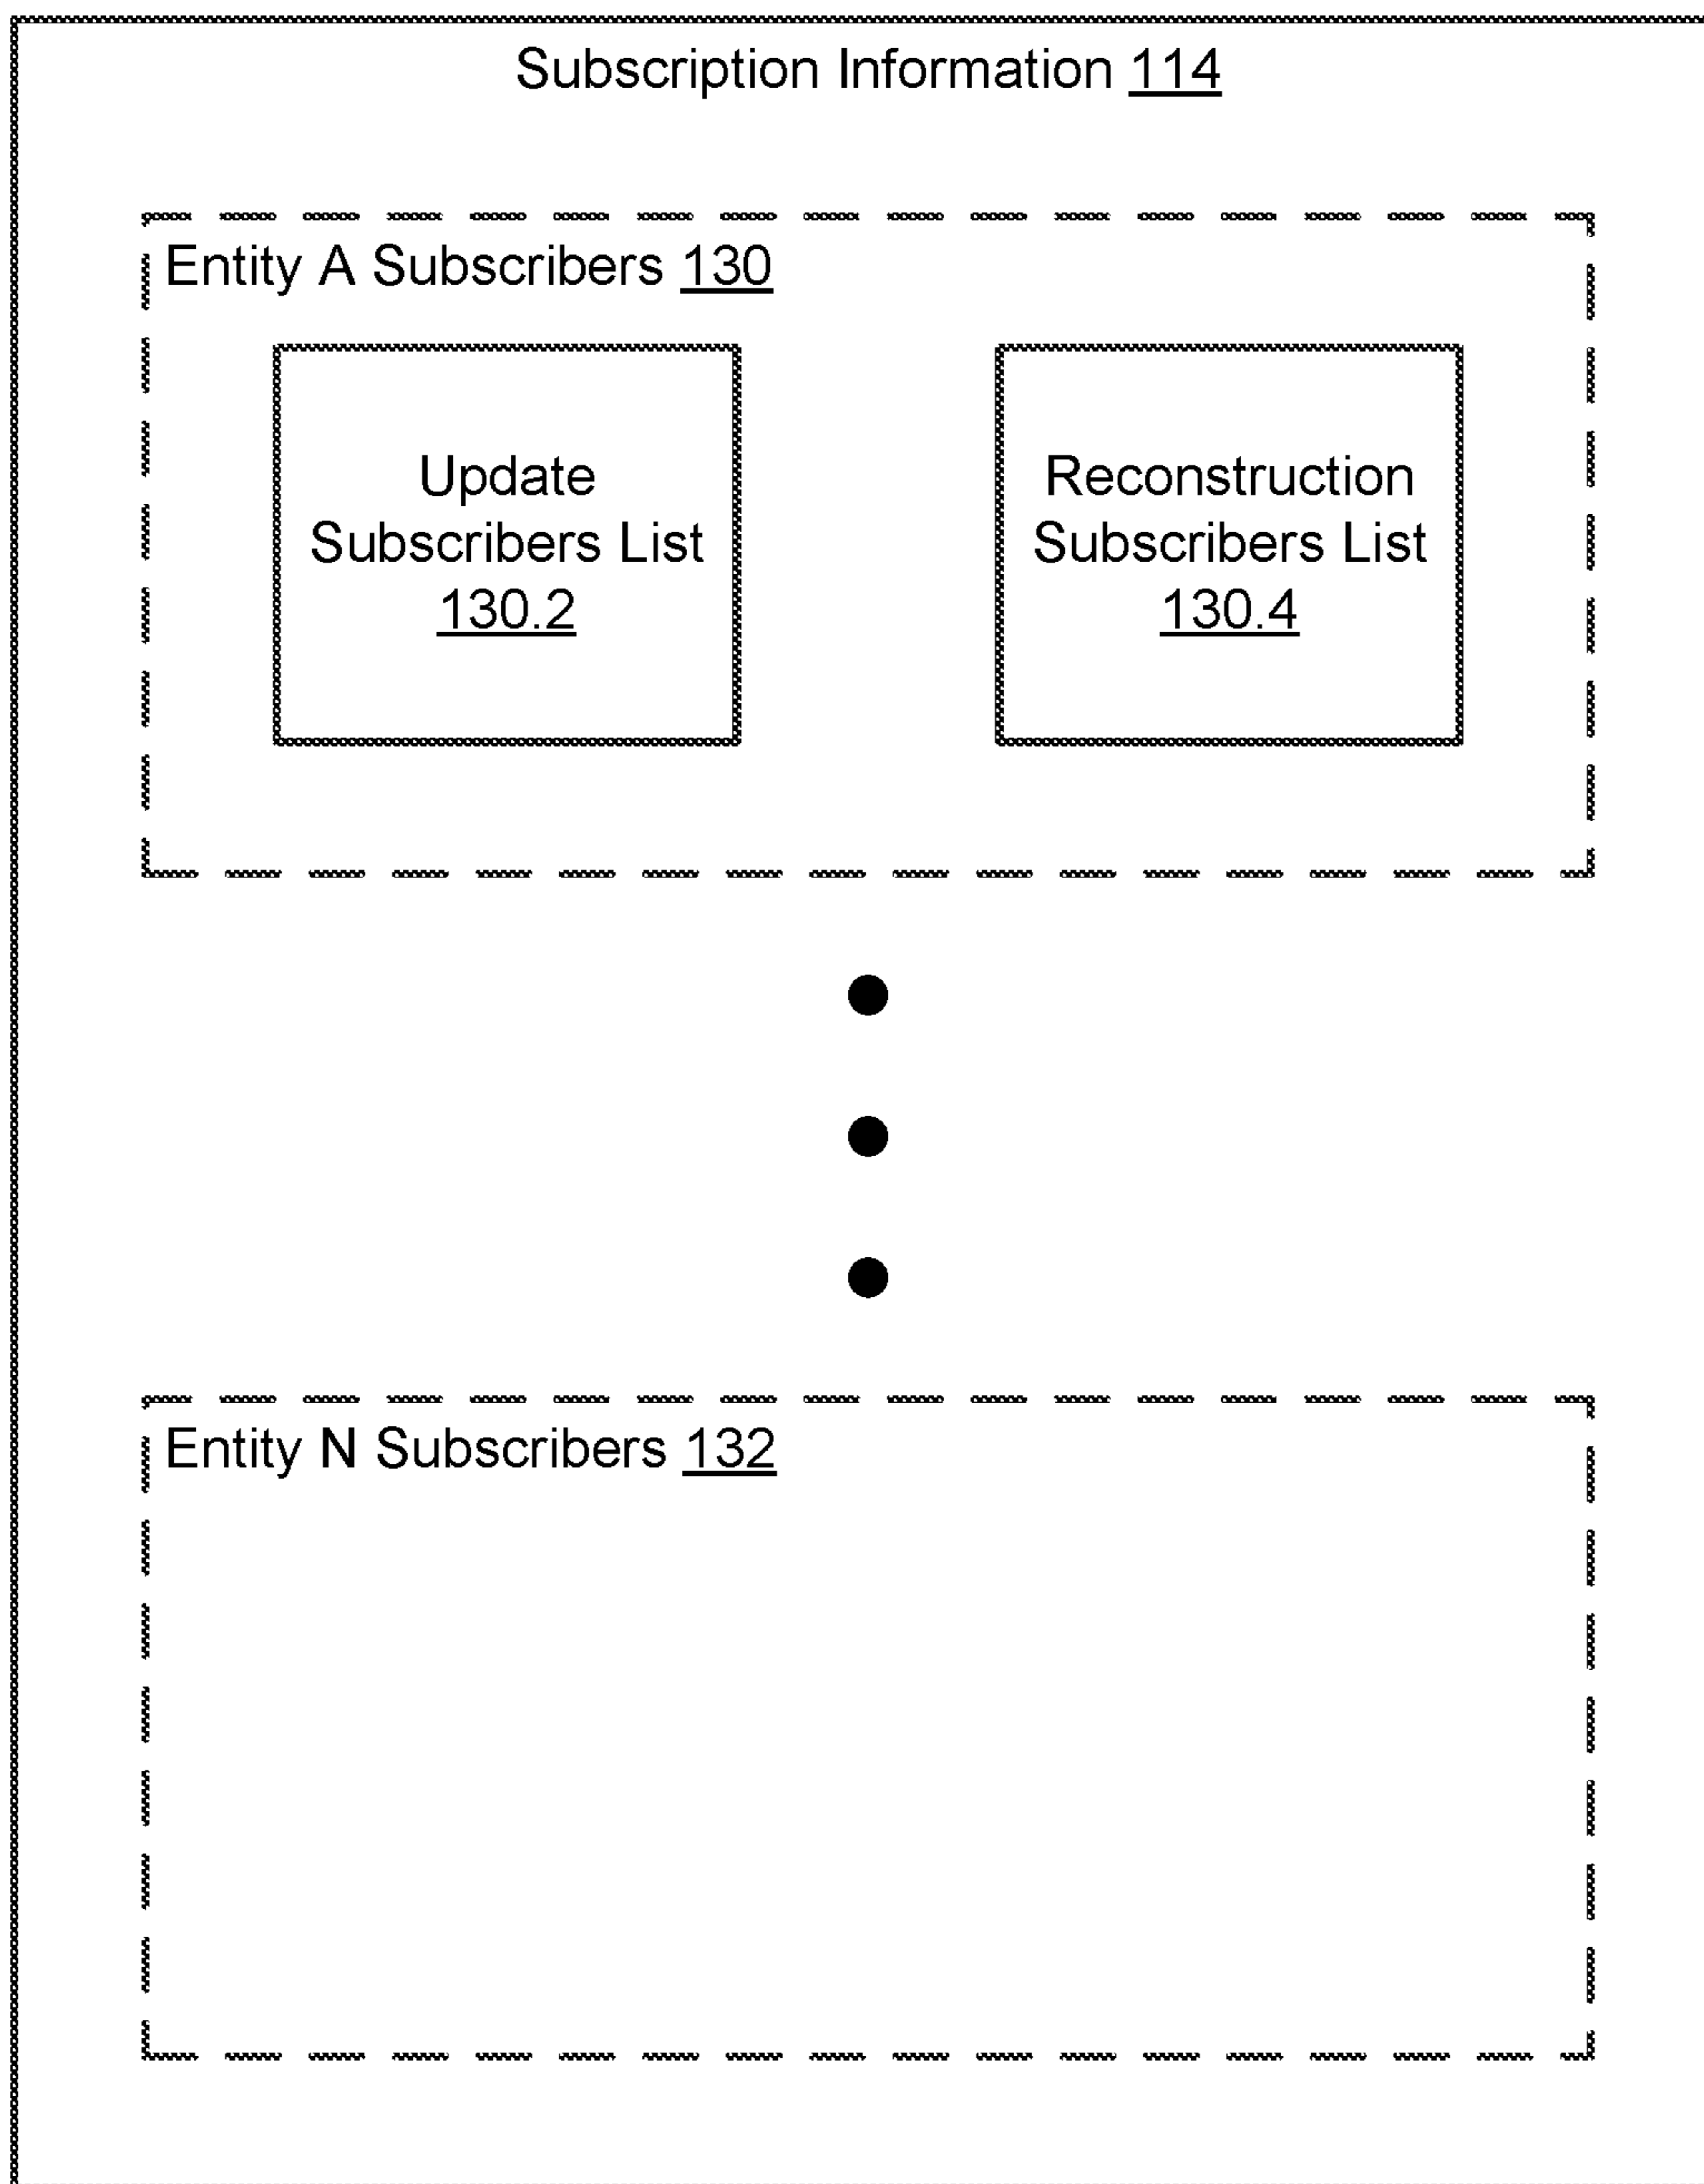 Subscription Information 114
Entity A Subscribers 130
Update
Subscribers List
130.2
Reconstruction
Subscribers List
130.4
Entity N Subscribers 132